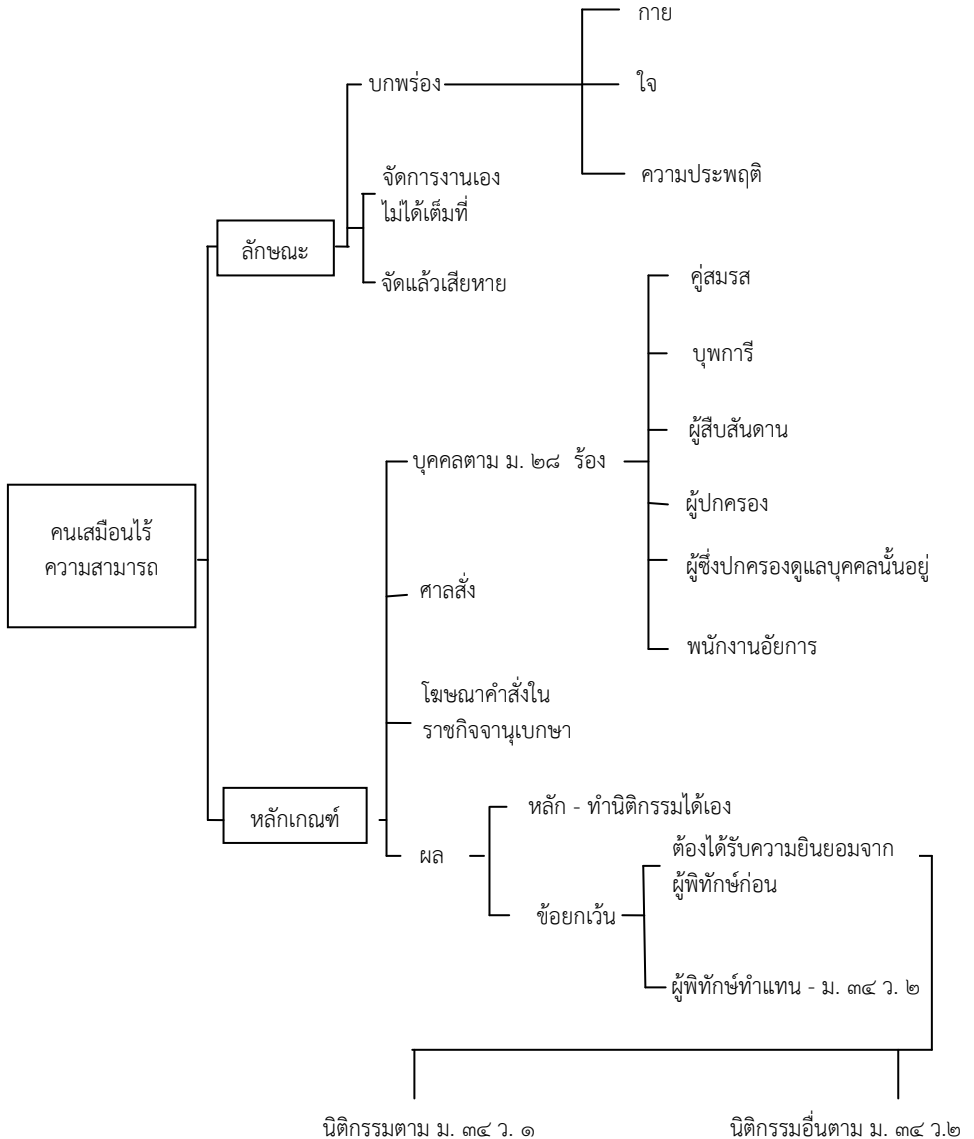 กาย
บกพร่อง
ใจ
ความประพฤติ
จัดการงานเอง
ไม่ได้เต็มที่
ลักษณะ
จัดแล้วเสียหาย
คู่สมรส
บุพการี
ผู้สืบสันดาน
บุคคลตาม ม. ๒๘ ร้อง
ผู้ปกครอง
ผู้ซึ่งปกครองดูแลบุคคลนั้นอยู่
พนักงานอัยการ
คนเสมือนไร้
ความสามารถ
ศาลสั่ง
โฆษณาคำสั่งใน
ราชกิจจานุเบกษา
หลักเกณฑ์
ผล
หลัก - ทำนิติกรรมได้เอง
ข้อยกเว้น
ต้องได้รับความยินยอมจาก
ผู้พิทักษ์ก่อน
ผู้พิทักษ์ทำแทน - ม. ๓๔ ว. ๒
นิติกรรมตาม ม. ๓๔ ว. ๑
นิติกรรมอื่นตาม ม. ๓๔ ว.๒